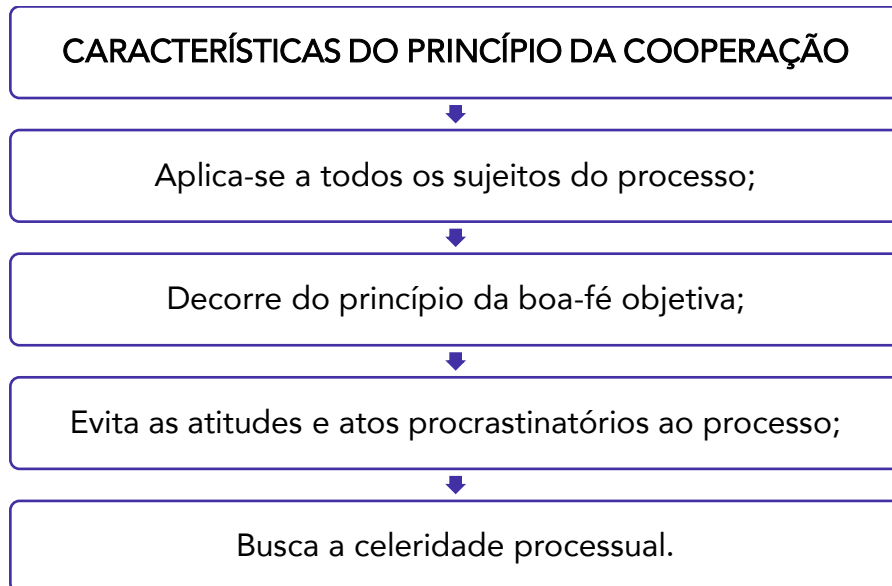 CARACTERÍSTICAS DO PRINCÍPIO DA COOPERAÇÃO
Aplica-se a todos os sujeitos do processo;
Decorre do princípio da boa-fé objetiva;
Evita as atitudes e atos procrastinatórios ao processo;
Busca a celeridade processual.